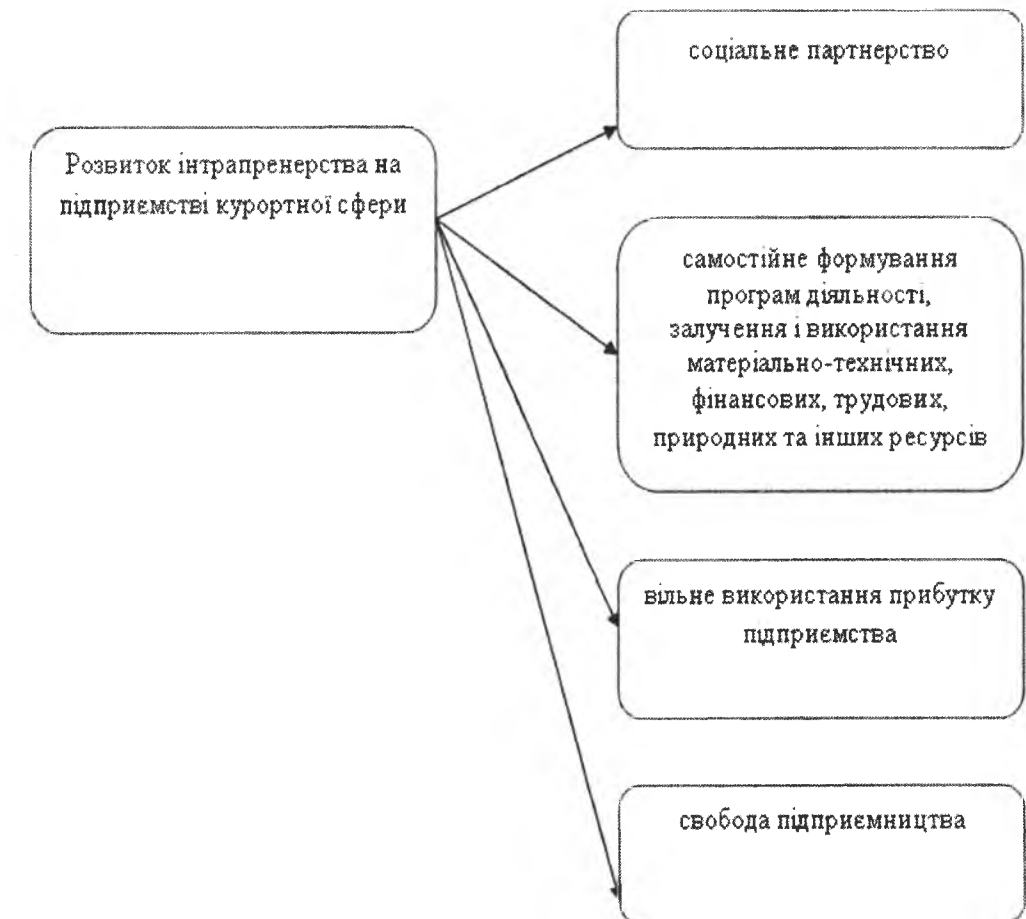 соціальне партнерство
Розвиток інтрапренерства на
підприємстві курортної сфери
самостійне формування
програм діяльності,
залучення і використання
матеріально-технічних,
фінансових, трудових,
природних та інших ресурсів
вільне використання прибутку
підприємства
свобода підприємництва